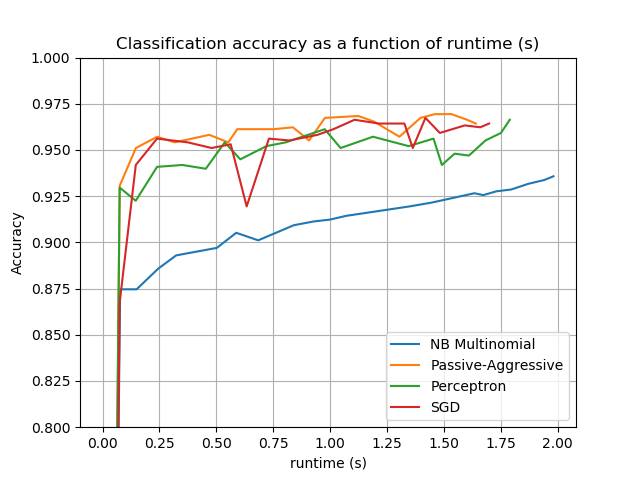 Classification accuracy as a function of runtime (s)
1.000
0.975
0.950
0.925
0.900
0.875
0.850
0.825
0.800
Accuracy
NB Multinomial
Passive-Aggressive
Perceptron
SGD
0.00 0.25 0.50 0.75 1.00 1.25 1.50 1.75 2.00
runtime (s)